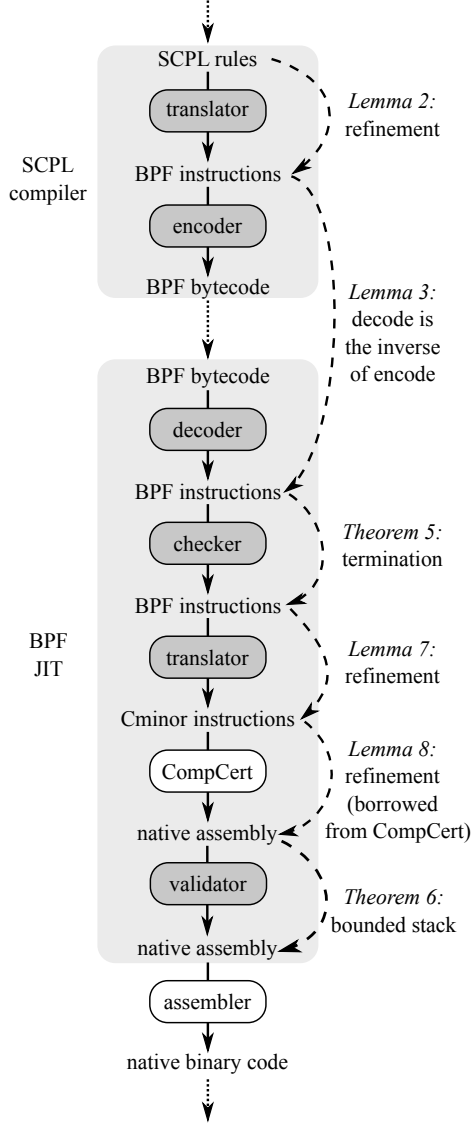 SCPL rules
Lemma 2:
refinement
translator
SCPL
compiler
BPF instructions
encoder
BPF bytecode
Lemma 3:
decode is
the inverse
of encode
BPF bytecode
decoder
BPF instructions
Theorem 5:
termination
checker
BPF instructions
BPF
JIT
translator
Lemma 7:
refinement
Cminor instructions
CompCert
Lemma 8:
refinement
(borrowed
from CompCert)
native assembly
validator
Theorem 6:
bounded stack
native assembly
assembler
native binary code